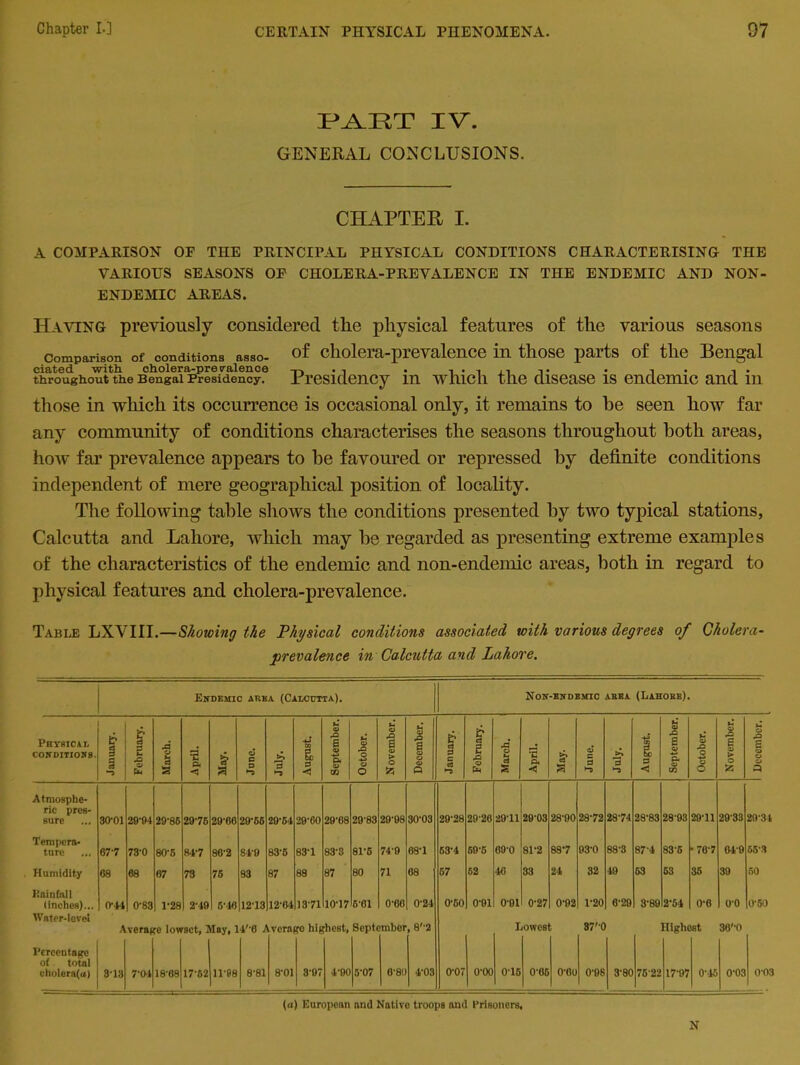 Chapter I.] CERTAIN PHYSICAL PHENOMENA. 97
PART IV.
GENERAL CONCLUSIONS.
CHAPTER I.
A COMPARISON OF THE PRINCIPAL PHYSICAL CONDITIONS CHARACTERISING THE
VARIOUS SEASONS OF CHOLERA-PREVALENCE IN THE ENDEMIC AND NON-
ENDEMIC AREAS.
HAVING previously considered the physical features of the various seasons
Comparison of conditions asso-
ciated with cholera-prevalence
throughout the Bengal Presidency.
of cholera-prevalence in those parts of the Bengal
Presidency in which the disease is endemic and in
those in which its occurrence is occasional only, it remains to be seen how far
any community of conditions characterises the seasons throughout both areas,
how far prevalence appears to be favoured or repressed by definite conditions
independent of mere geographical position of locality.
The following table shows the conditions presented by two typical stations,
Calcutta and Lahore, which may be regarded as presenting extreme examples
of the characteristics of the endemic and non-endemic areas, both in regard to
physical features and cholera-prevalence.
TABLE LXVIII.—Showing the Physical conditions associated with various degrees of Cholera-
prevalence in Calcutta and Lahore.
ENDEMIC AREA (CALCUTTA). NON-ENDEMIC AREA (LAHORE).
PHYSICAL CONDITIONS. January. February. March. April. May. June. July. August. September. October. November. December. January. February. March. April. May. June. July. August. September. October. November. December.
Atmosphe-
ric pres-
sure ... 30·01 29·94 29·85 29·75 29·66 29·55 29·54 29·60 29·68 29·83 29·98 30·03 29·28 29·26 29·11 29·03 28·90 28·72 28·74 28·83 28·93 29·11 29·33 29·34
Tempera-
ture ... 67·7 73·0 80·5 84·7 86·2 84·9 83·5 83·1 83·3 81·5 74·9 68·1 53·4 59·5 69·0 81·2 88·7 93·0 88·3 87·4 83·5 76·7 64·9 55·3
Humidity 68 68 67 73 75 83 87 88 87 80 71 68 57 52 46 33 24 32 49 53 53 35 39 50
Rainfall
(inches)... 0·44 0·83 1·28 2·49 5·46 12·13 12·64 13·71 10·17 5·61 0·66 0·24 0·50 0·91 0·91 0·27 0·92 1·20 6·29 3·89 2·54 0·6 0·0 0·50
Water-level Average lowest, May, 14'·6 Average highest, September, 8'·2 Lowest 37'·0 Highest 36'·0
Percentage
of total
cholera(a) 3·13 7·04 18·68 17·52 11·98 8·81 8·01 3·97 4·90 5·07 6·80 4·03 0·07 0·00 0·15 0·65 0·60 0·98 3·80 75·22 17·97 0·45 0·03 0·03
(a) European and Native troops and Prisoners,
N